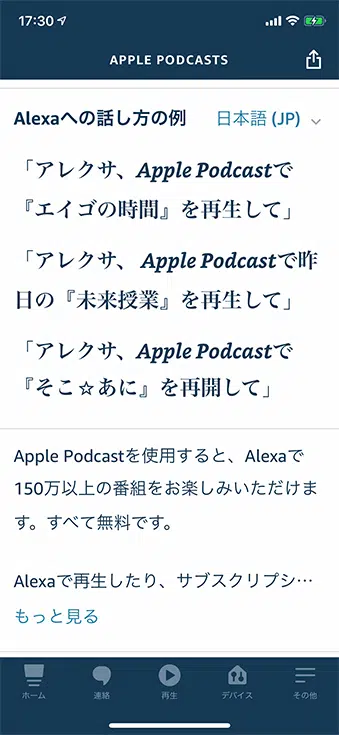 17:30
APPLE PODCASTS
Alexaへの話し方の例 日本語 (JP)
「アレクサ、Apple Podcastで
『エイゴの時間』を再生して」
「アレクサ、Apple Podcastで昨
日の『未来授業』を再生して」
「アレクサ、Apple Podcastで
『そこ☆あに』を再開して」
Apple Podcastを使用すると、Alexaで
150万以上の番組をお楽しみいただけま
す。すべて無料です。
Alexaで再生したり、サブスクリプシ…
もっと見る
ホーム 連絡 再生 デバイス その他